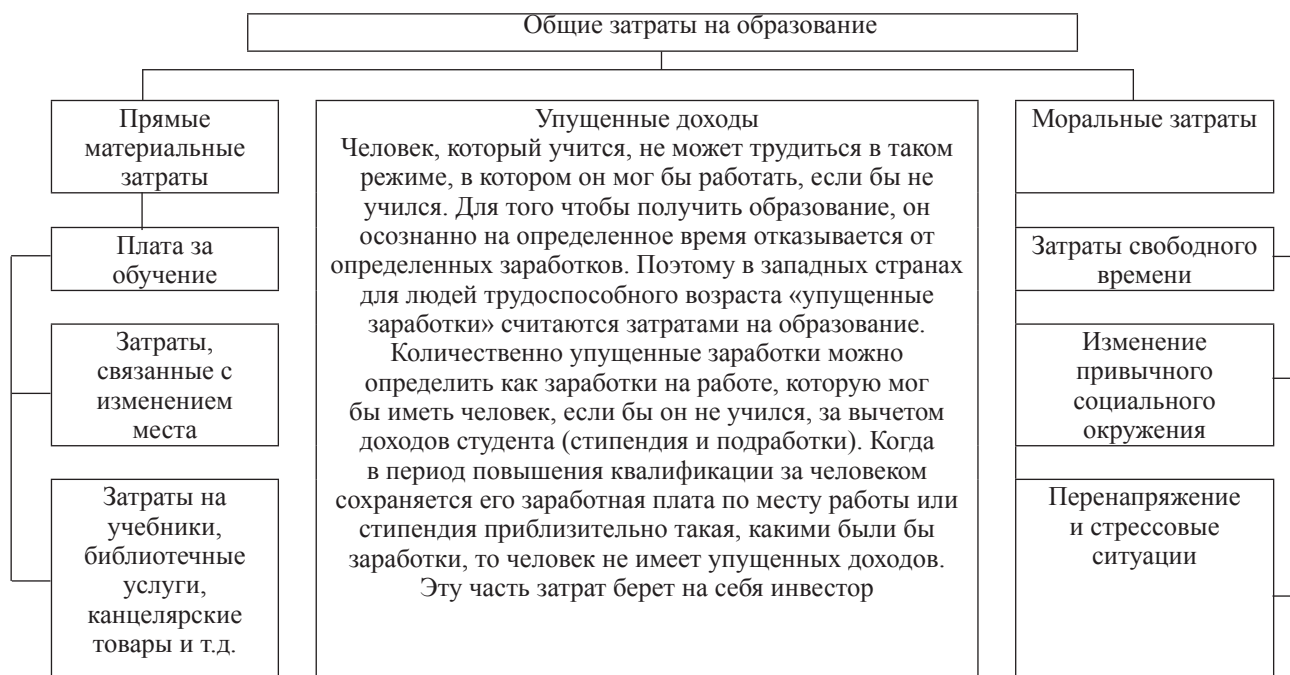 Общие затраты на образование
Прямые
материальные
затраты
Плата за
обучение
Затраты,
связанные с
изменением
места
Затраты на
учебники,
библиотечные
услуги,
канцелярские
товары и т.д.
Упущенные доходы
Человек, который учится, не может трудиться в таком
режиме, в котором он мог бы работать, если бы не
учился. Для того чтобы получить образование, он
осознанно на определенное время отказывается от
определенных заработков. Поэтому в западных странах
для людей трудоспособного возраста «упущенные
заработки» считаются затратами на образование.
Количественно упущенные заработки можно
определить как заработки на работе, которую мог
бы иметь человек, если бы он не учился, за вычетом
доходов студента (стипендия и подработки). Когда
в период повышения квалификации за человеком
сохраняется его заработная плата по месту работы или
стипендия приблизительно такая, какими были бы
заработки, то человек не имеет упущенных доходов.
Эту часть затрат берет на себя инвестор
Моральные затраты
Затраты свободного
времени
Изменение
привычного
социального
окружения
Перенапряжение
и стрессовые
ситуации